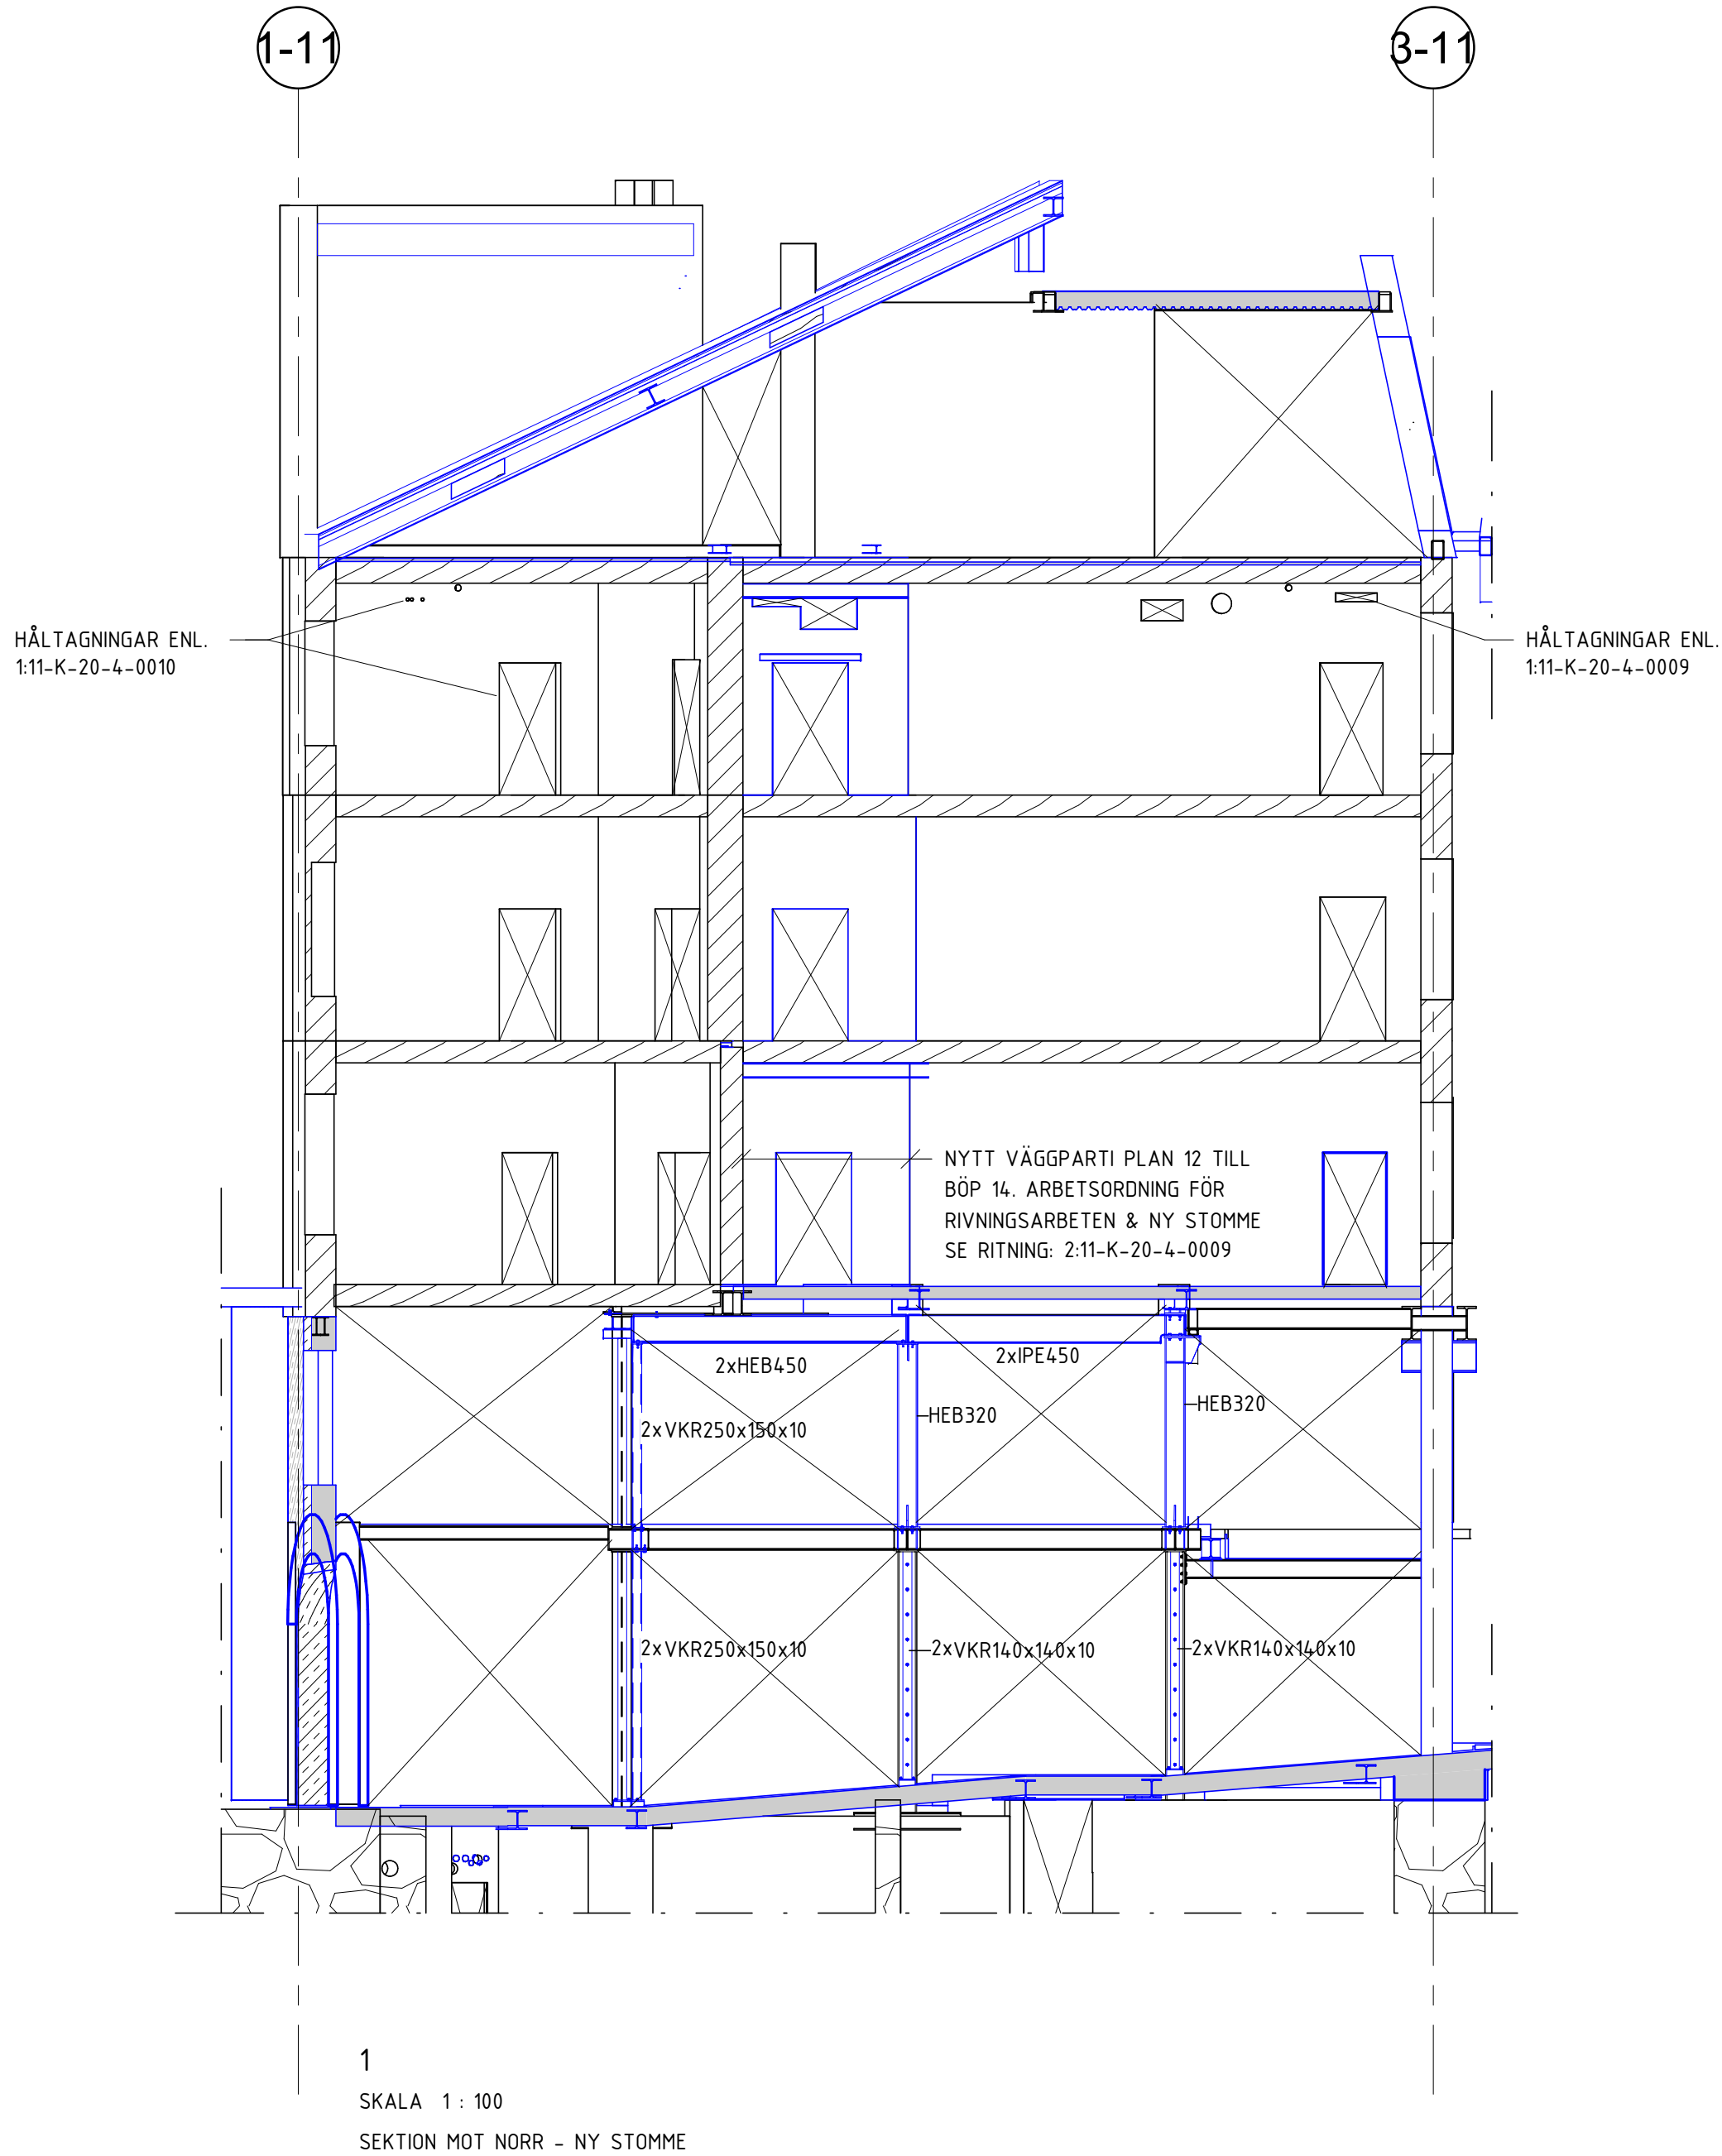 1-11
3-11
HÅLTAGNINGAR ENL.
1:11-K-20-4-0010
HÅLTAGNINGAR ENL.
1:11-K-20-4-0009
NYTT VÄGGPARTI PLAN 12 TILL
BÖP 14. ARBETSORDNING FÖR
RIVNINGSARBETEN & NY STOMME
SE RITNING: 2:11-K-20-4-0009
2xHEB450
2xIPE450
HEB320
HEB320
2xVKR250x150x10
2xVKR250x150x10
2xVKR140x140x10
2xVKR140x140x10
1
SKALA 1 : 100
SEKTION MOT NORR - NY STOMME